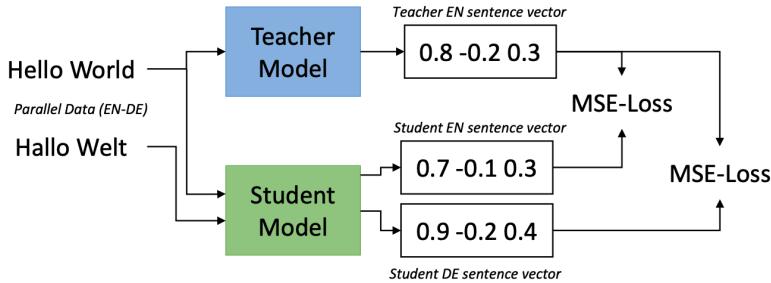 Teacher EN sentence vector
Teacher
Model
0.8 -0.2 0.3
Hello World
MSE-Loss
Parallel Data (EN-DE)
Student EN sentence vector
Hallo Welt
0.7 -0.1 0.3
MSE-Loss
Student
Model
0.9 -0.2 0.4
Student DE sentence vector